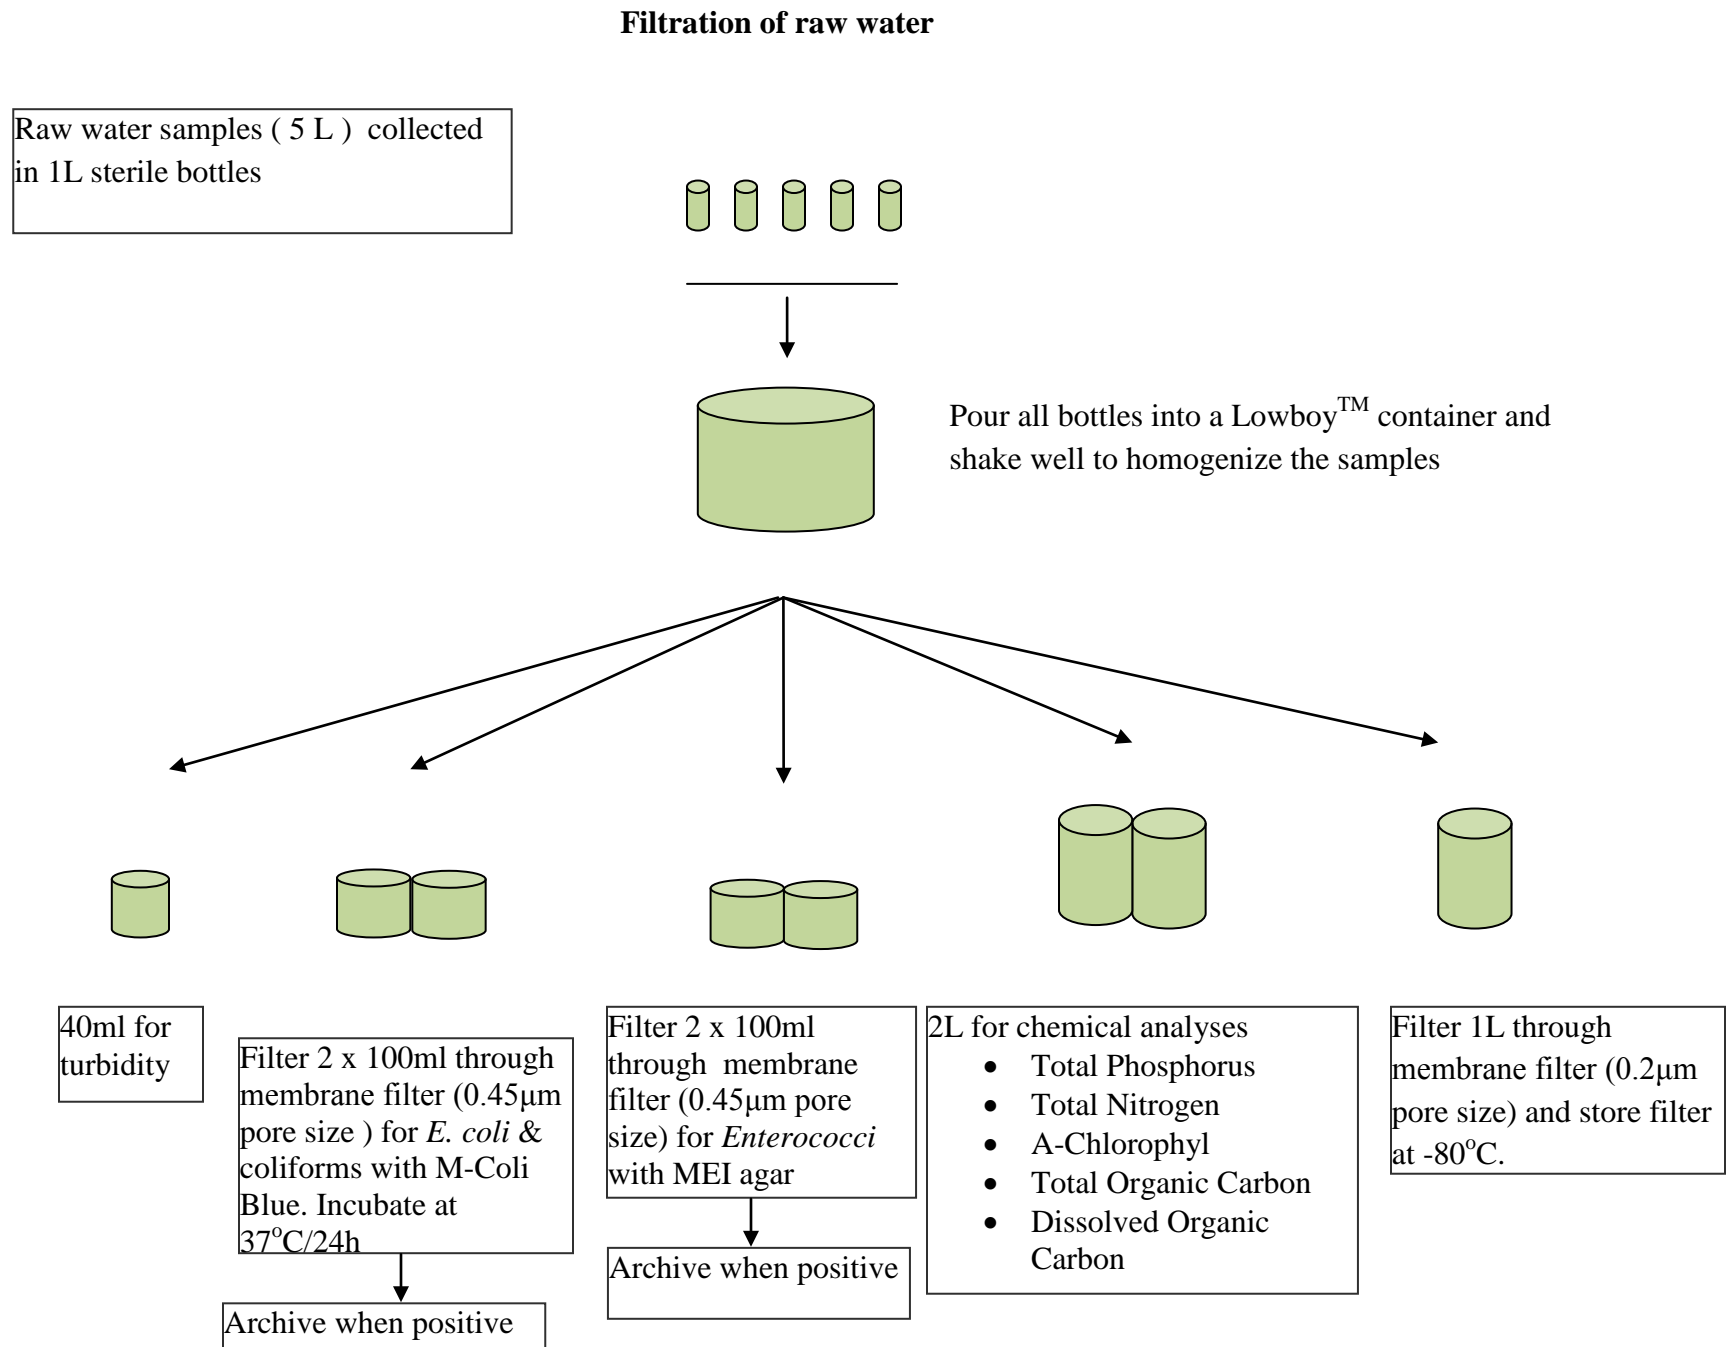 Filtration of raw water
Raw water samples ( 5 L ) collected
in 1L sterile bottles
Pour all bottles into a Lowboy™ container and
shake well to homogenize the samples
40ml for
turbidity
Filter 2 x 100ml through
membrane filter (0.45μm
pore size ) for E. coli &
coliforms with M-Coli
Blue. Incubate at
37°C/24h
Archive when positive
Filter 2 x 100ml
through membrane
filter (0.45μm pore
size) for Enterococci
with MEI agar
Archive when positive
2L for chemical analyses
• Total Phosphorus
• Total Nitrogen
• A-Chlorophyl
• Total Organic Carbon
• Dissolved Organic
Carbon
Filter 1L through
membrane filter (0.2μm
pore size) and store filter
at -80°C.